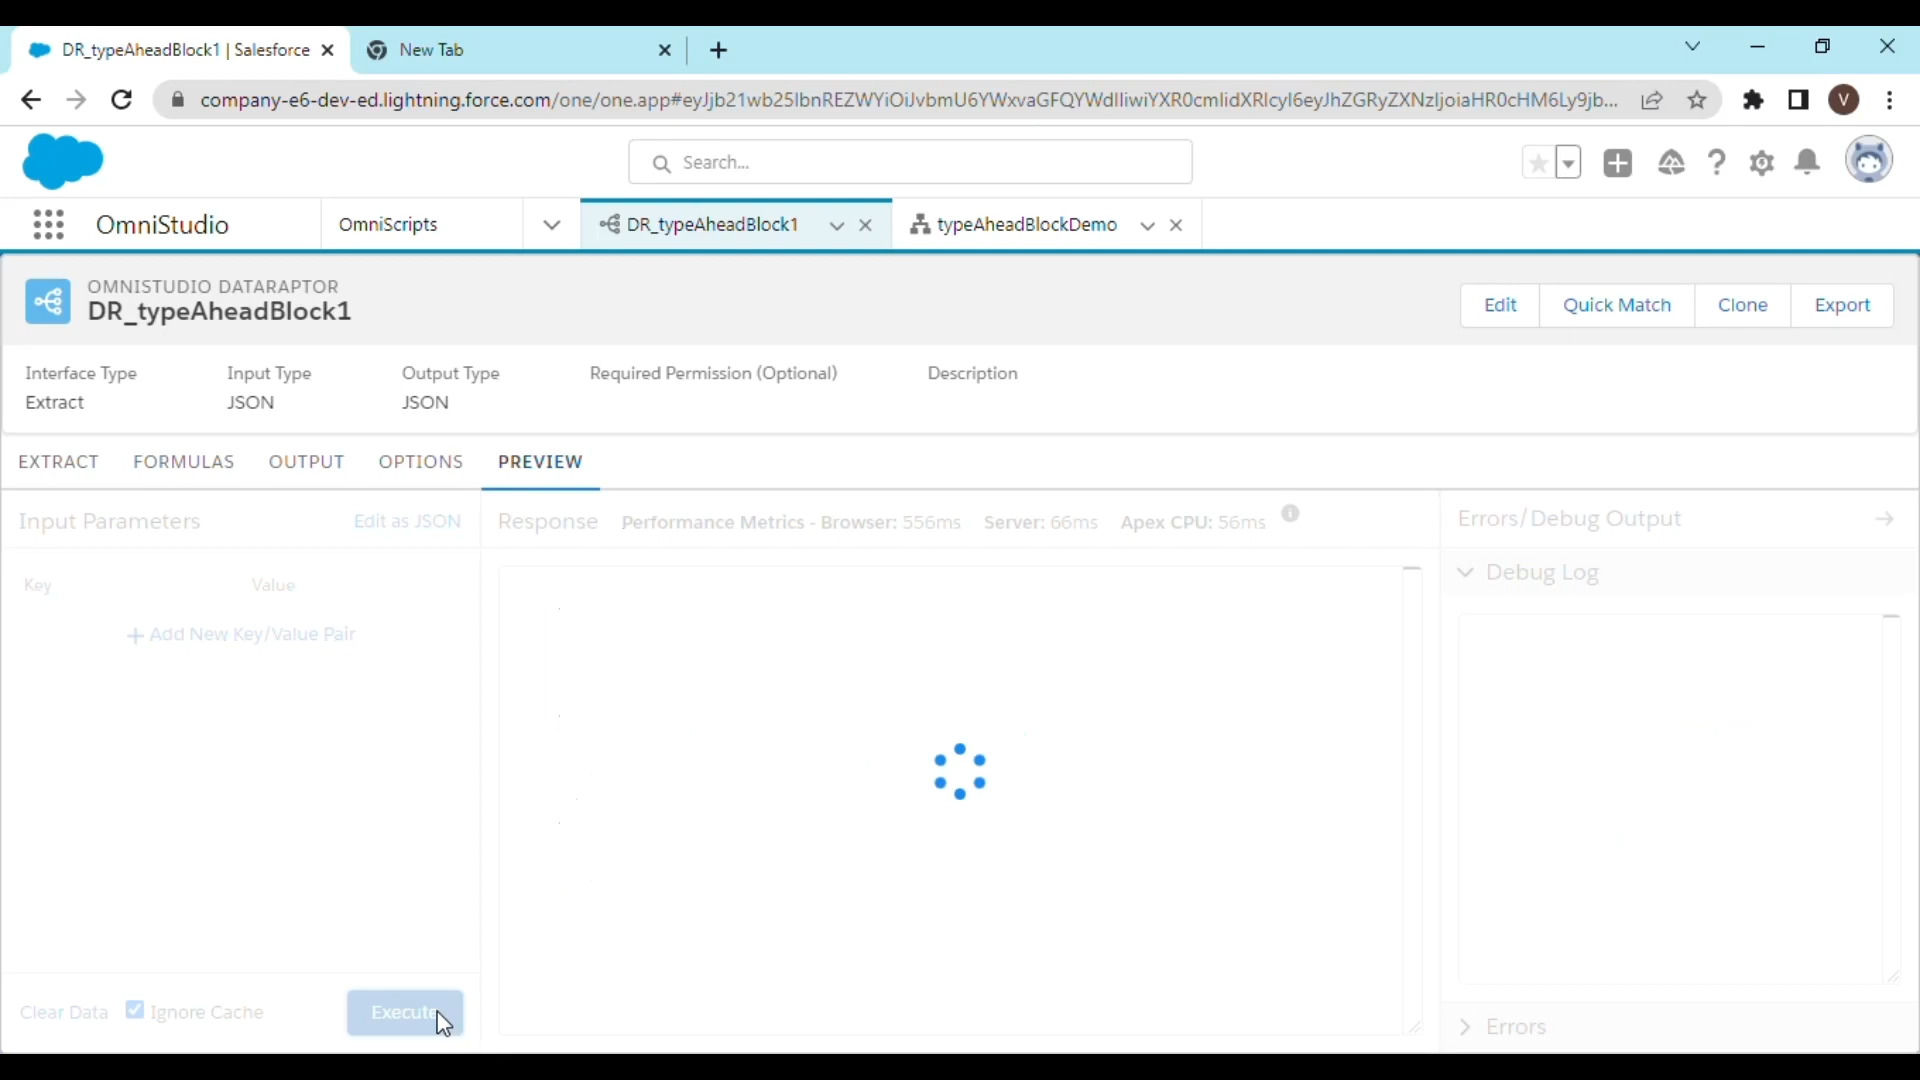 DR_typeAheadBlock1 | Salesforce
New Tab
company-e6-dev-ed.lightning.force.com/one/one.app#eyJjb21wb25lbnREZWYiOiJvbmU6YWxvaGFQYWdlIiwiYXR0cmlidXRlcyI6eyJhZGRyZXNzIjoiaHR0cHM6Ly9jb...
V
Search...
OmniStudio
OmniScripts
DR_typeAheadBlock1
typeAheadBlockDemo
OMNISTUDIO DATARAPTOR
DR_typeAheadBlock1
Edit
Quick Match
Clone
Export
Interface Type
Input Type
Output Type
Required Permission (Optional)
Description
Extract
JSON
JSON
EXTRACT
FORMULAS
OUTPUT
OPTIONS
PREVIEW
Input Parameters
Edit as JSON
Response
Performance Metrics - Browser: 556ms
Server: 66ms
Apex CPU: 56ms
Errors/Debug Output
Key
Value
Debug Log
Add New Key/Value Pair
Clear Data
Ignore Cache
Execute
Errors